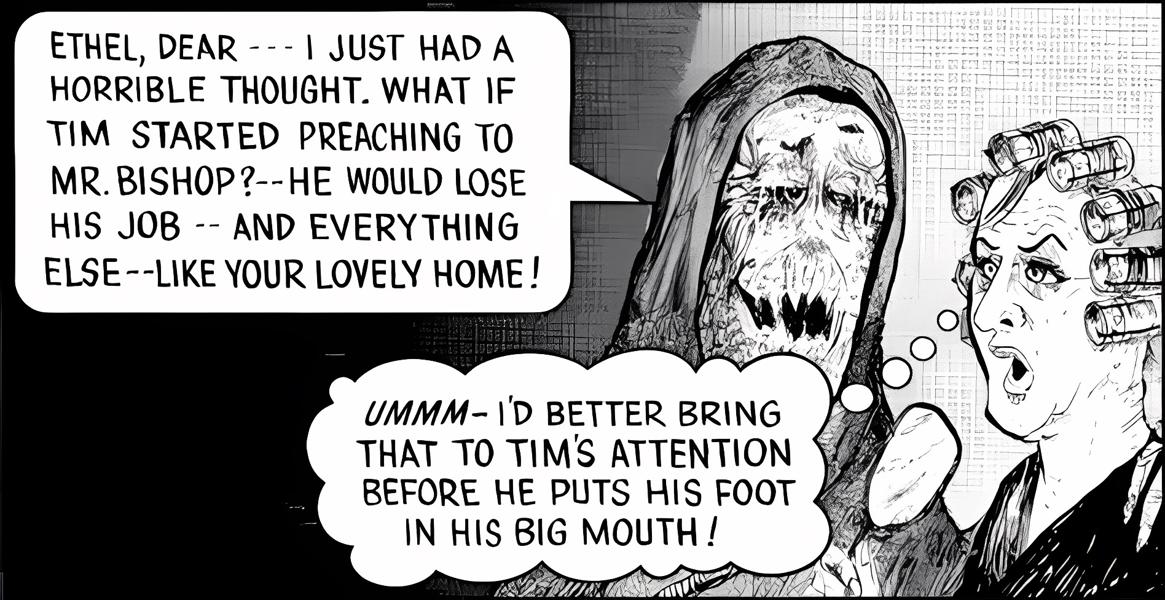 ETHEL, DEAR --- I JUST HAD A
HORRIBLE THOUGHT. WHAT IF
TIM STARTED PREACHING TO
MR. BISHOP?--HE WOULD LOSE
HIS JOB -- AND EVERYTHING
ELSE--LIKE YOUR LOVELY HOME!
UMMM- I'D BETTER BRING
THAT TO TIM'S ATTENTION
BEFORE HE PUTS HIS FOOT
IN HIS BIG MOUTH!